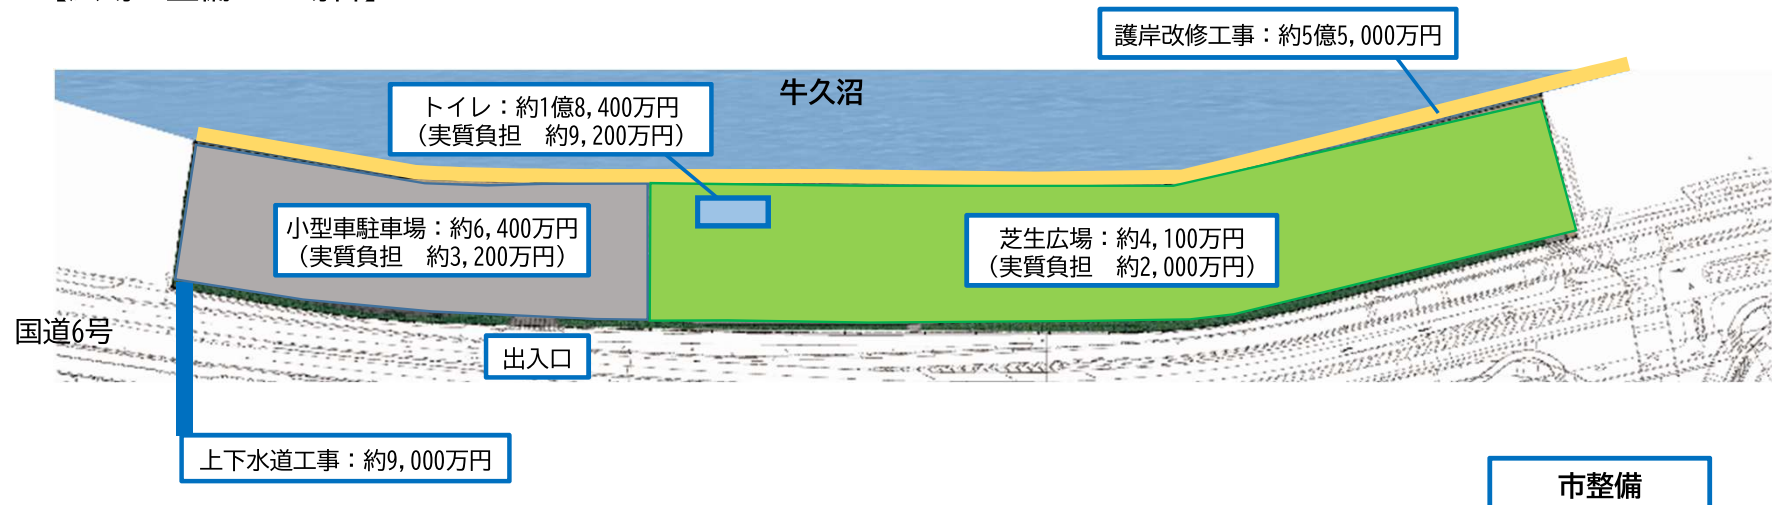 護岸改修工事：約5億5,000万円
牛久沼
トイレ：約1億8,400万円
（実質負担　約9,200万円）
小型車駐車場：約6,400万円
（実質負担　約3,200万円）
芝生広場：約4,100万円
（実質負担　約2,000万円）
国道6号
出入口
上下水道工事：約9,000万円
市整備